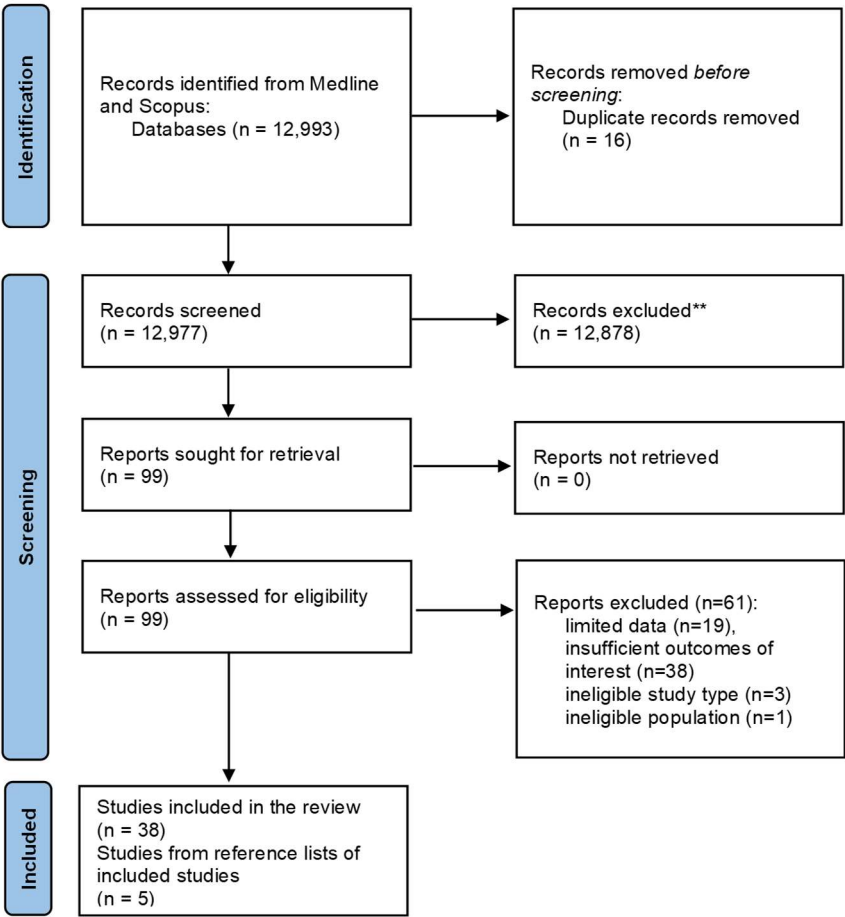 Identification
Records identified from Medline
and Scopus:
Databases (n = 12,993)
Records removed before
screening:
Duplicate records removed
(n = 16)
Screening
Records screened
(n = 12,977)
Records excluded**
(n = 12,878)
Reports sought for retrieval
(n = 99)
Reports not retrieved
(n = 0)
Reports assessed for eligibility
(n = 99)
Reports excluded (n=61):
limited data (n=19),
insufficient outcomes of
interest (n=38)
ineligible study type (n=3)
ineligible population (n=1)
Included
Studies included in the review
(n = 38)
Studies from reference lists of
included studies
(n = 5)